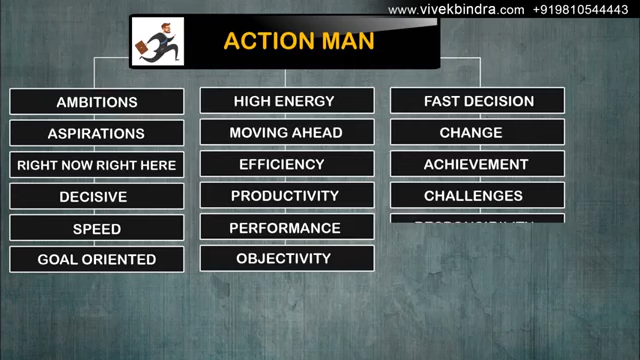 www.vivekbindra.com +919810544443
ACTION MAN
AMBITIONS
ASPIRATIONS
RIGHT NOW RIGHT HERE
DECISIVE
SPEED
GOAL ORIENTED
HIGH ENERGY
MOVING AHEAD
EFFICIENCY
PRODUCTIVITY
PERFORMANCE
OBJECTIVITY
FAST DECISION
CHANGE
ACHIEVEMENT
CHALLENGES
RESPONSIBILITY